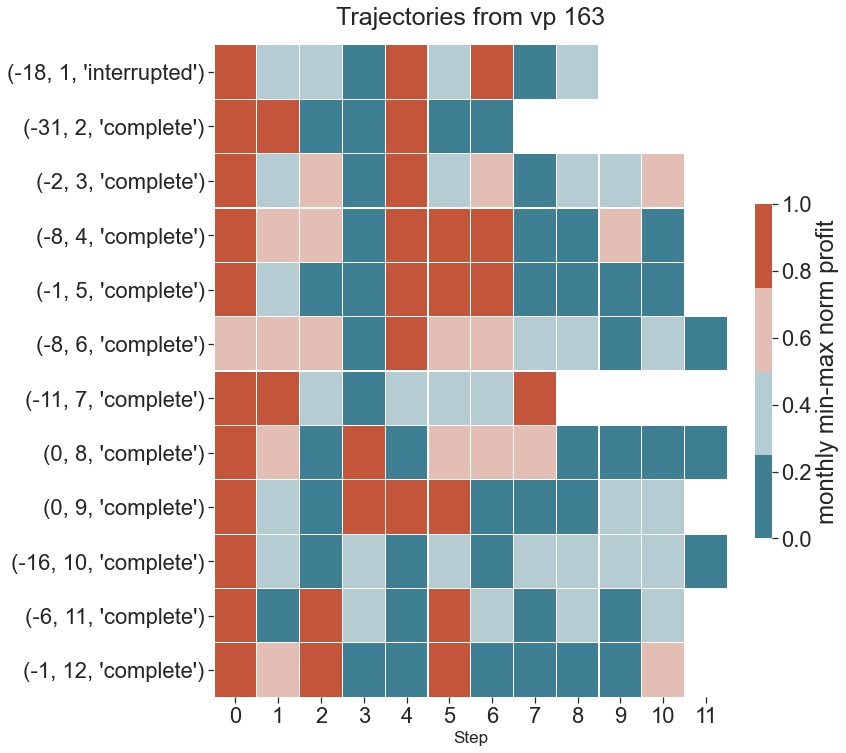 Trajectories from vp 163
(-18, 1, 'interrupted')
(-31, 2, 'complete')
(-2, 3, 'complete')
(-8, 4, 'complete')
(-1, 5, 'complete')
(-8, 6, 'complete')
(-11, 7, 'complete')
(0, 8, 'complete')
(0, 9, 'complete')
(-16, 10, 'complete')
(-6, 11, 'complete')
(-1, 12, 'complete')
0 1 2 3 4 5 6 7 8 9 10 11
Step
1.0
0.8
0.6
0.4
0.2
0.0
monthly min-max norm profit